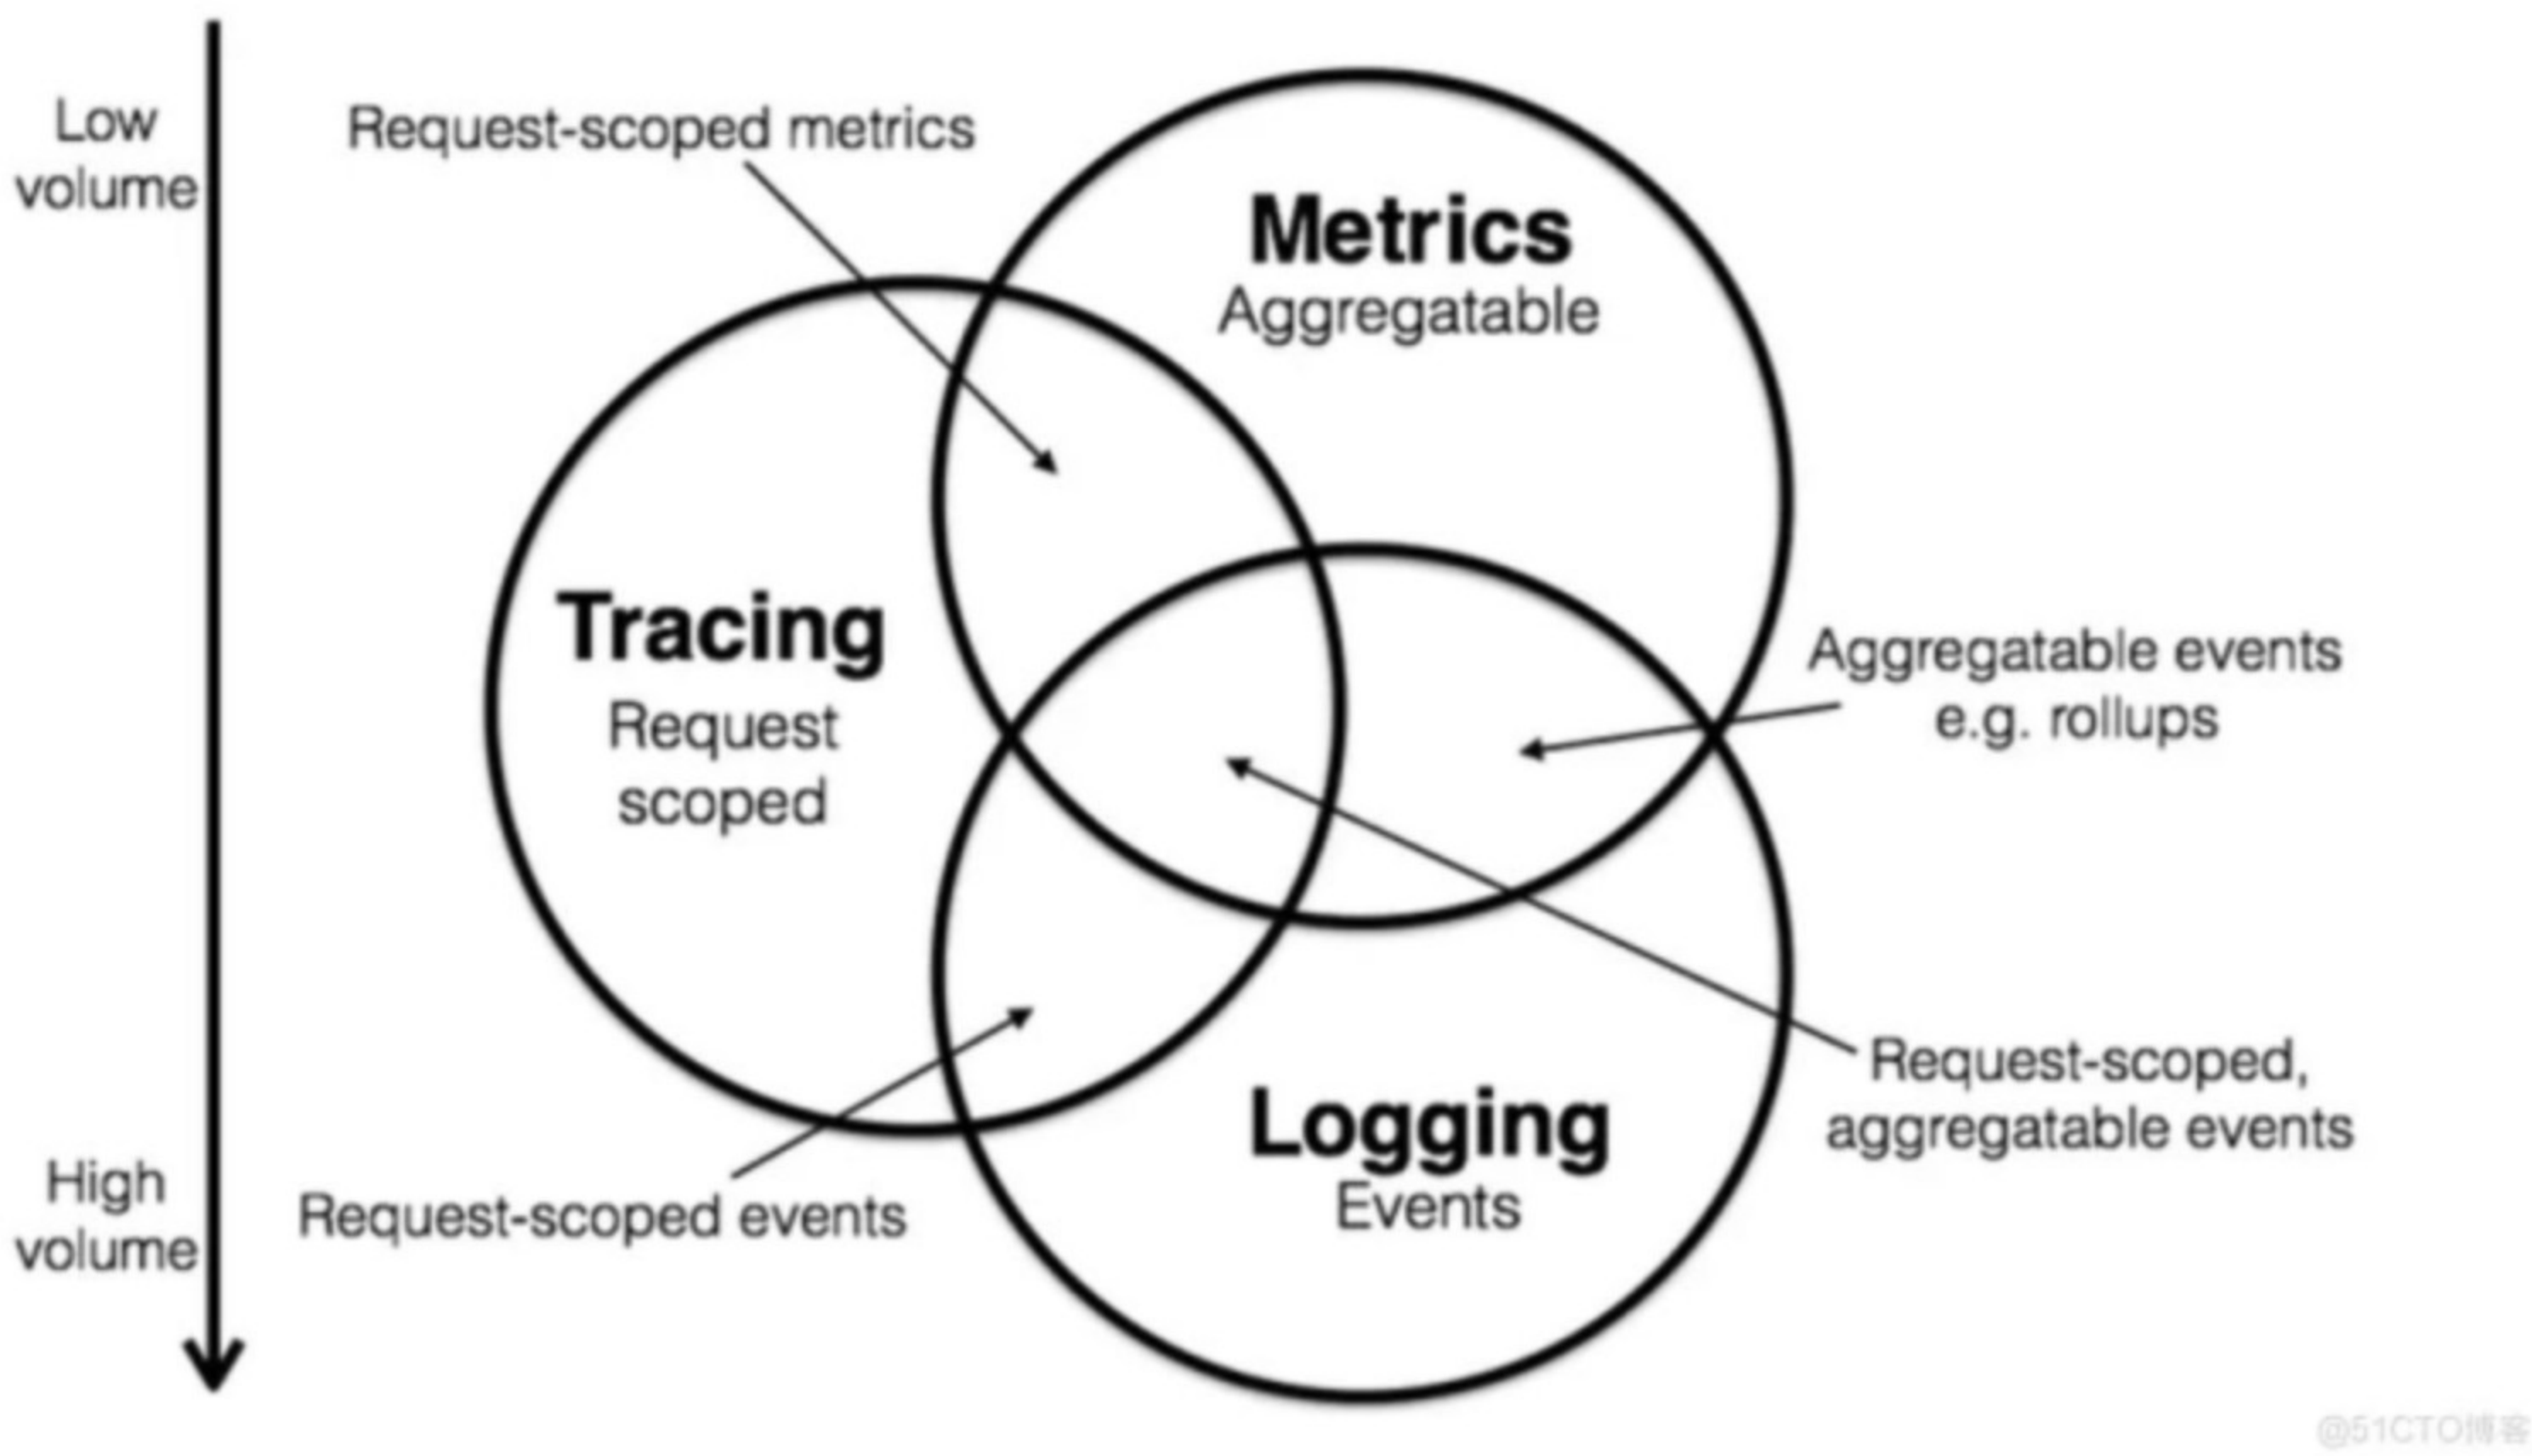 Low
volume
Request-scoped metrics
Metrics
Aggregatable
Tracing
Request
scoped
Aggregatable events
e.g. rollups
Request-scoped,
aggregatable events
Logging
Events
High
volume
Request-scoped events
@51CTO博客